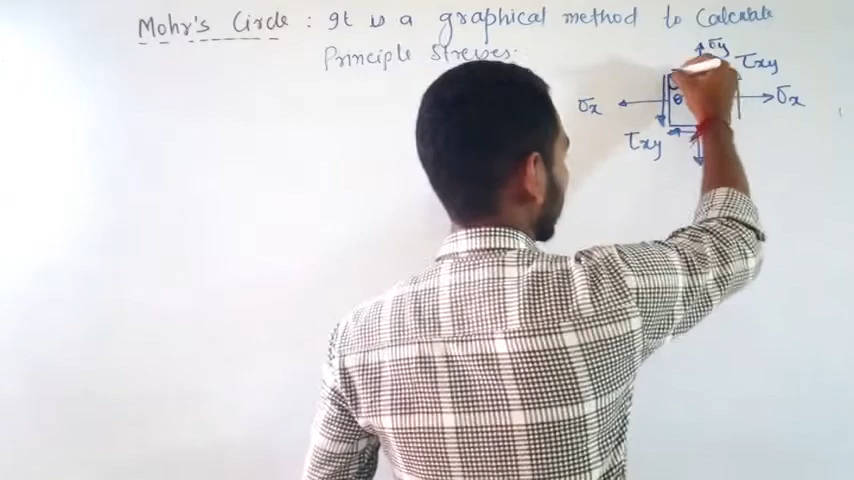 Mohr's Circle : It is a graphical method to Calculate
Principle Stresses.
σy
τxy
σx
σx
θ
τxy